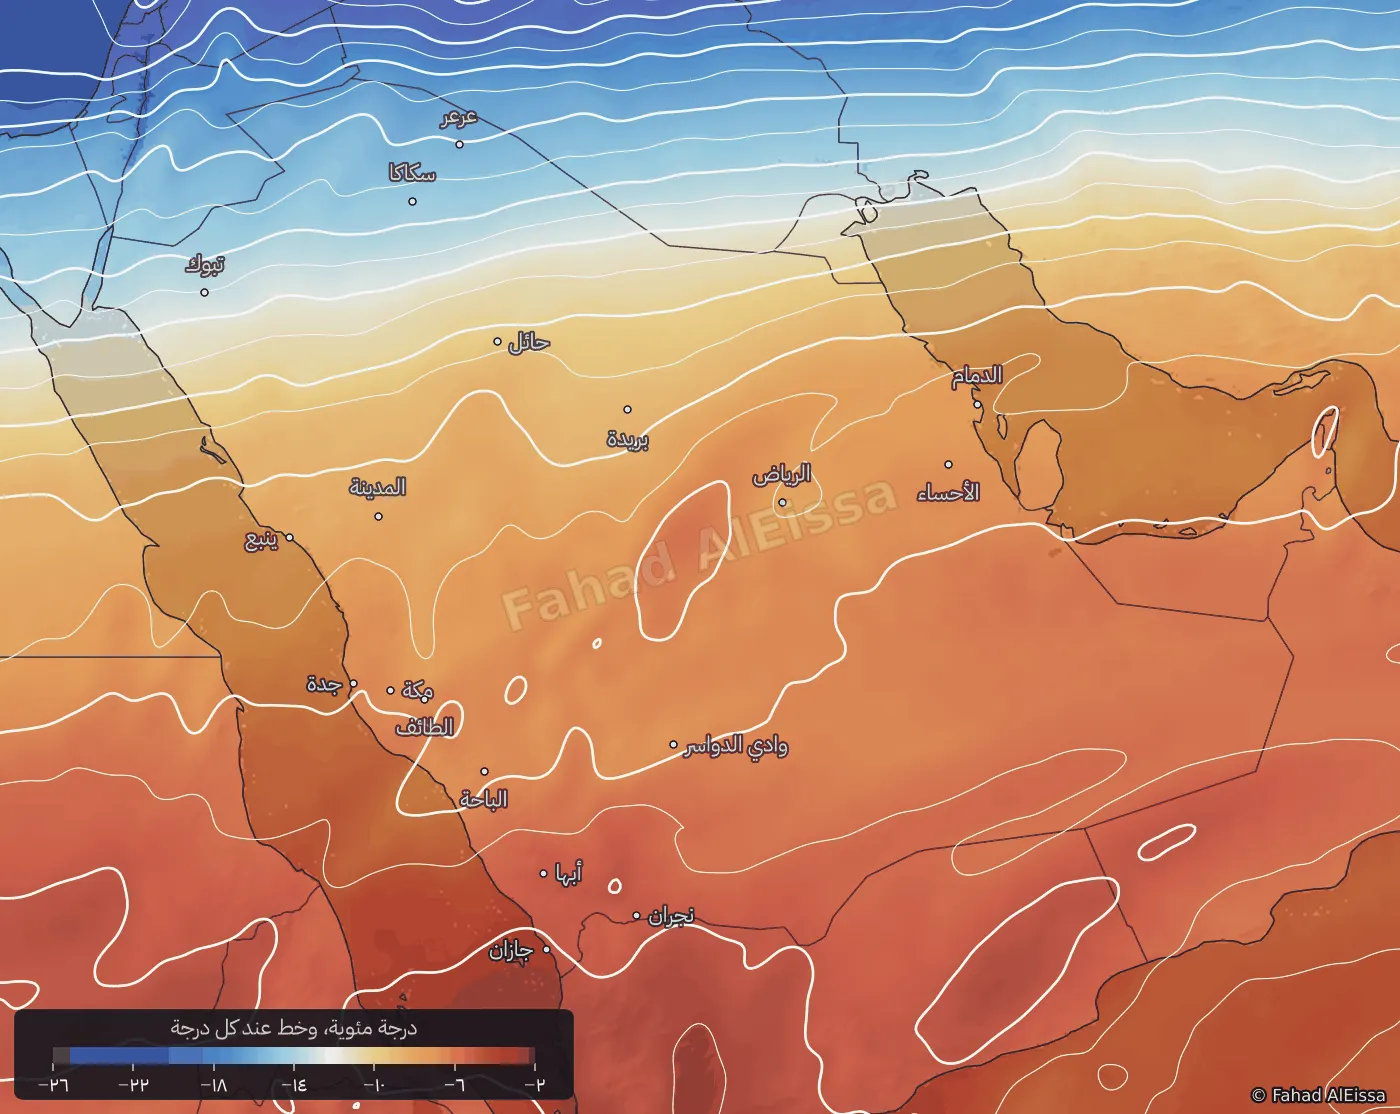 عرعر
سكاكا
تبوك
حائل
الدمام
بريدة
الرياض
المدينة
الأحساء
ينبع
Fahad AlEissa
جدة
مكة
الطائف
وادي الدواسر
الباحة
أبها
نجران
جازان
درجة مئوية، وخط عند كل درجة
−٢٦ −٢٢ −١٨ −١٤ −١٠ −٦ −٢
© Fahad AlEissa